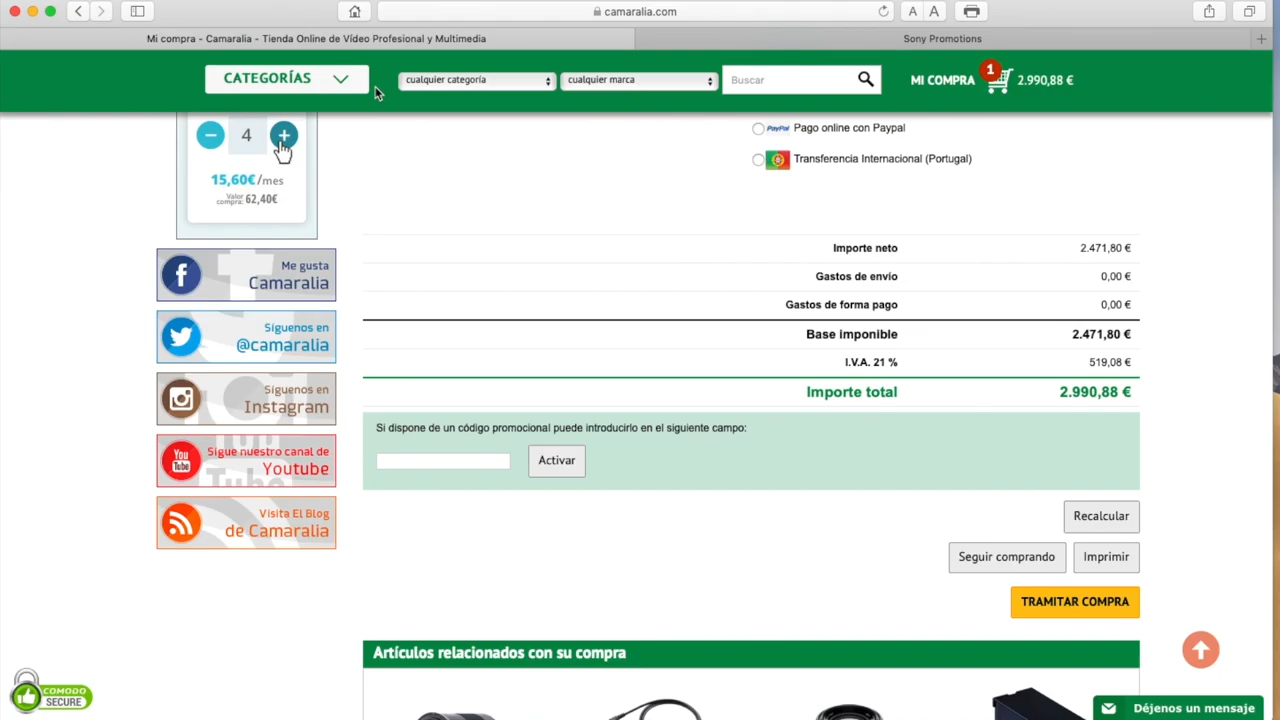 camaralia.com
A A
Mi compra - Camaralia - Tienda Online de Vídeo Profesional y Multimedia
Sony Promotions
CATEGORÍAS
cualquier categoría
cualquier marca
Buscar
MI COMPRA
1
2.990,88 €
− 4 +
15,60€/mes
Valor compra: 62,40€
PayPal Pago online con Paypal
Transferencia Internacional (Portugal)
Importe neto 2.471,80 €
Gastos de envío 0,00 €
Gastos de forma pago 0,00 €
Base imponible 2.471,80 €
I.V.A. 21 % 519,08 €
Importe total 2.990,88 €
Si dispone de un código promocional puede introducirlo en el siguiente campo:
Activar
Recalcular
Seguir comprando
Imprimir
TRAMITAR COMPRA
Me gusta
Camaralia
Síguenos en
@camaralia
Síguenos en
Instagram
You Tube
Sigue nuestro canal de
Youtube
Visita El Blog
de Camaralia
Artículos relacionados con su compra
COMODO
SECURE
Déjenos un mensaje